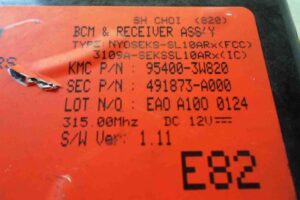 SH CHOI (820)
BCM & RECEIVER ASS'Y
TYPE: NYOSEKS-SL10ARx(FCC)
3109A-SEKSSL10ARx(IC)
KMC P/N : 95400-3W820
SEC P/N : 491873-A000
LOT N/O : EAO A100 0124
315.00Mhz DC 12V
S/W Ver: 1.11
E82